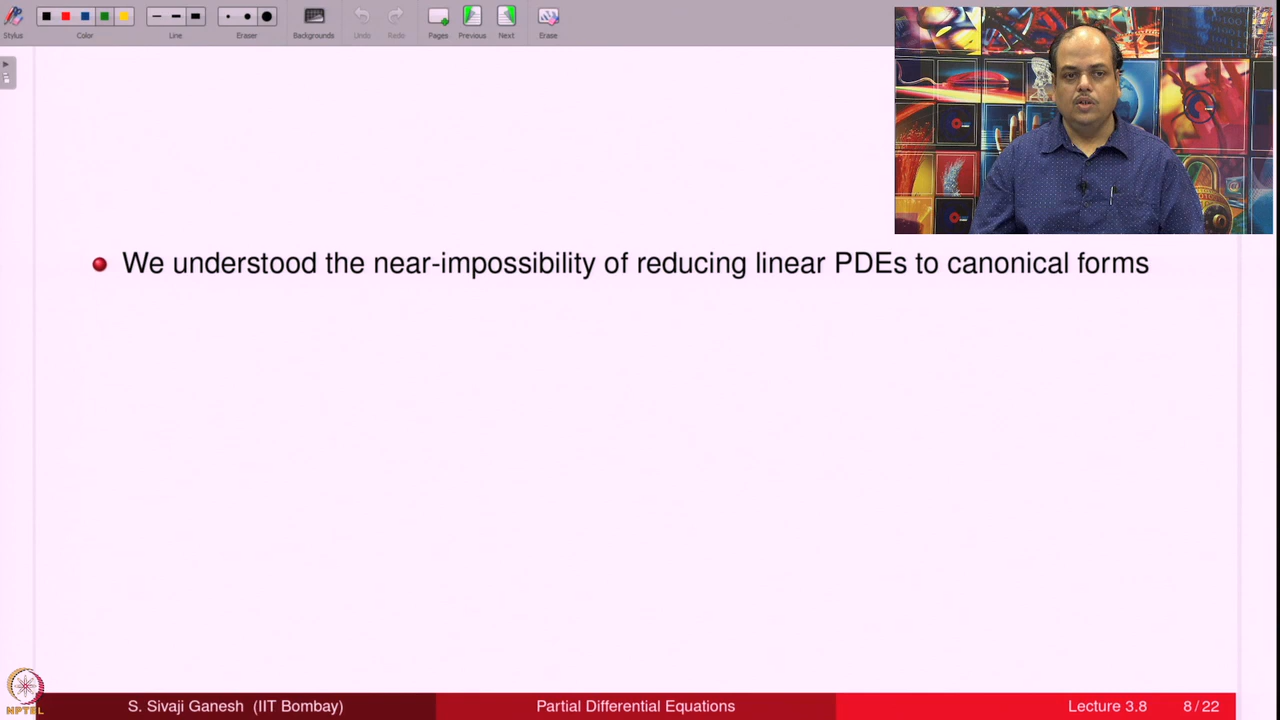 Stylus
Color
Line
Eraser
Backgrounds
Undo
Redo
Pages
Previous
Next
Erase
We understood the near-impossibility of reducing linear PDEs to canonical forms
NPTEL
S. Sivaji Ganesh (IIT Bombay)
Partial Differential Equations
Lecture 3.8
8 / 22